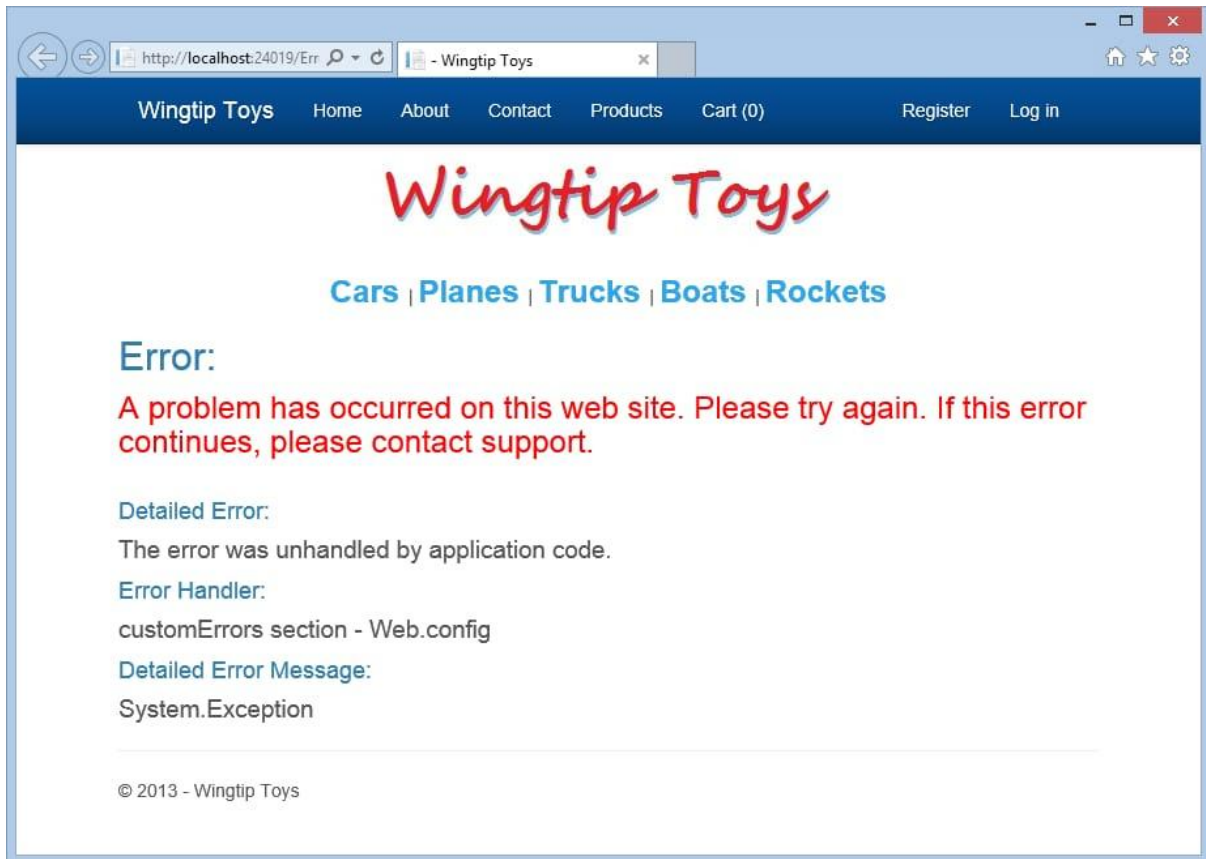 http://localhost:24019/Err
- Wingtip Toys
Wingtip Toys Home About Contact Products Cart (0) Register Log in
Wingtip Toys
Cars | Planes | Trucks | Boats | Rockets
Error:
A problem has occurred on this web site. Please try again. If this error
continues, please contact support.
Detailed Error:
The error was unhandled by application code.
Error Handler:
customErrors section - Web.config
Detailed Error Message:
System.Exception
© 2013 - Wingtip Toys